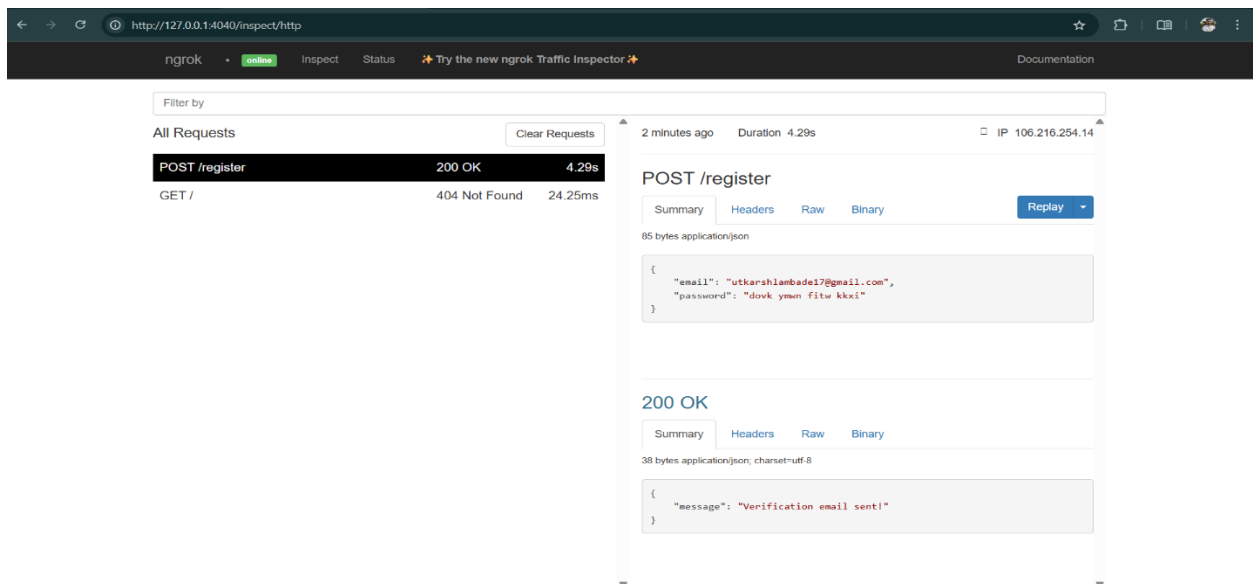 http://127.0.0.1:4040/inspect/http
ngrok online Inspect Status ✨ Try the new ngrok Traffic Inspector ✨ Documentation
Filter by
All Requests Clear Requests
POST /register 200 OK 4.29s
GET / 404 Not Found 24.25ms
2 minutes ago Duration 4.29s IP 106.216.254.14
POST /register
Summary Headers Raw Binary Replay
85 bytes application/json
{
"email": "utkarshlambade17@gmail.com",
"password": "dovk ymwn fitw kkxi"
}
200 OK
Summary Headers Raw Binary
38 bytes application/json; charset=utf-8
{
"message": "Verification email sent!"
}